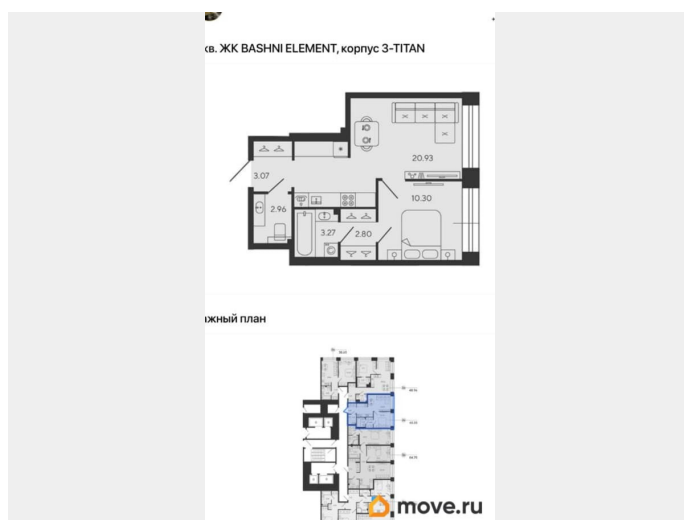 кв. ЖК BASHNI ELEMENT, корпус 3-TITAN
20.93
3.07
10.30
2.96
3.27
2.80
ажный план
move.ru